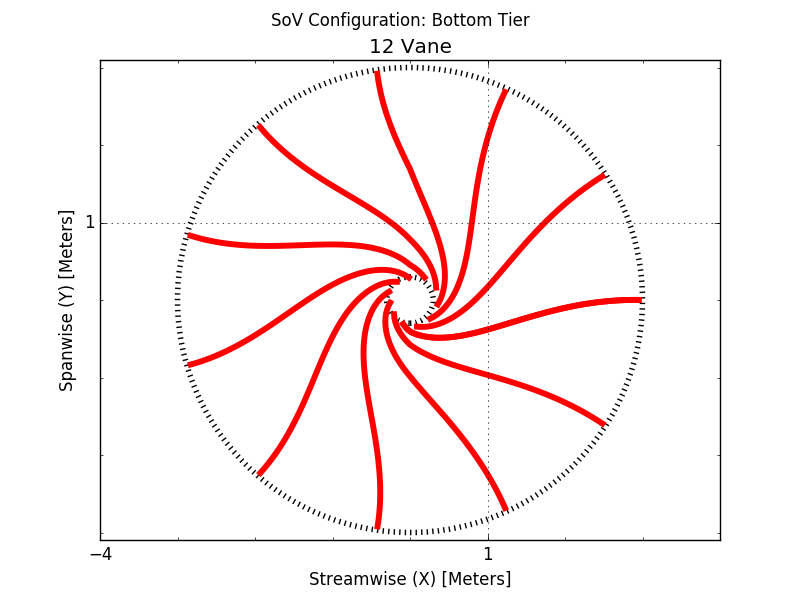 SoV Configuration: Bottom Tier
12 Vane
1
Spanwise (Y) [Meters]
−4
1
Streamwise (X) [Meters]